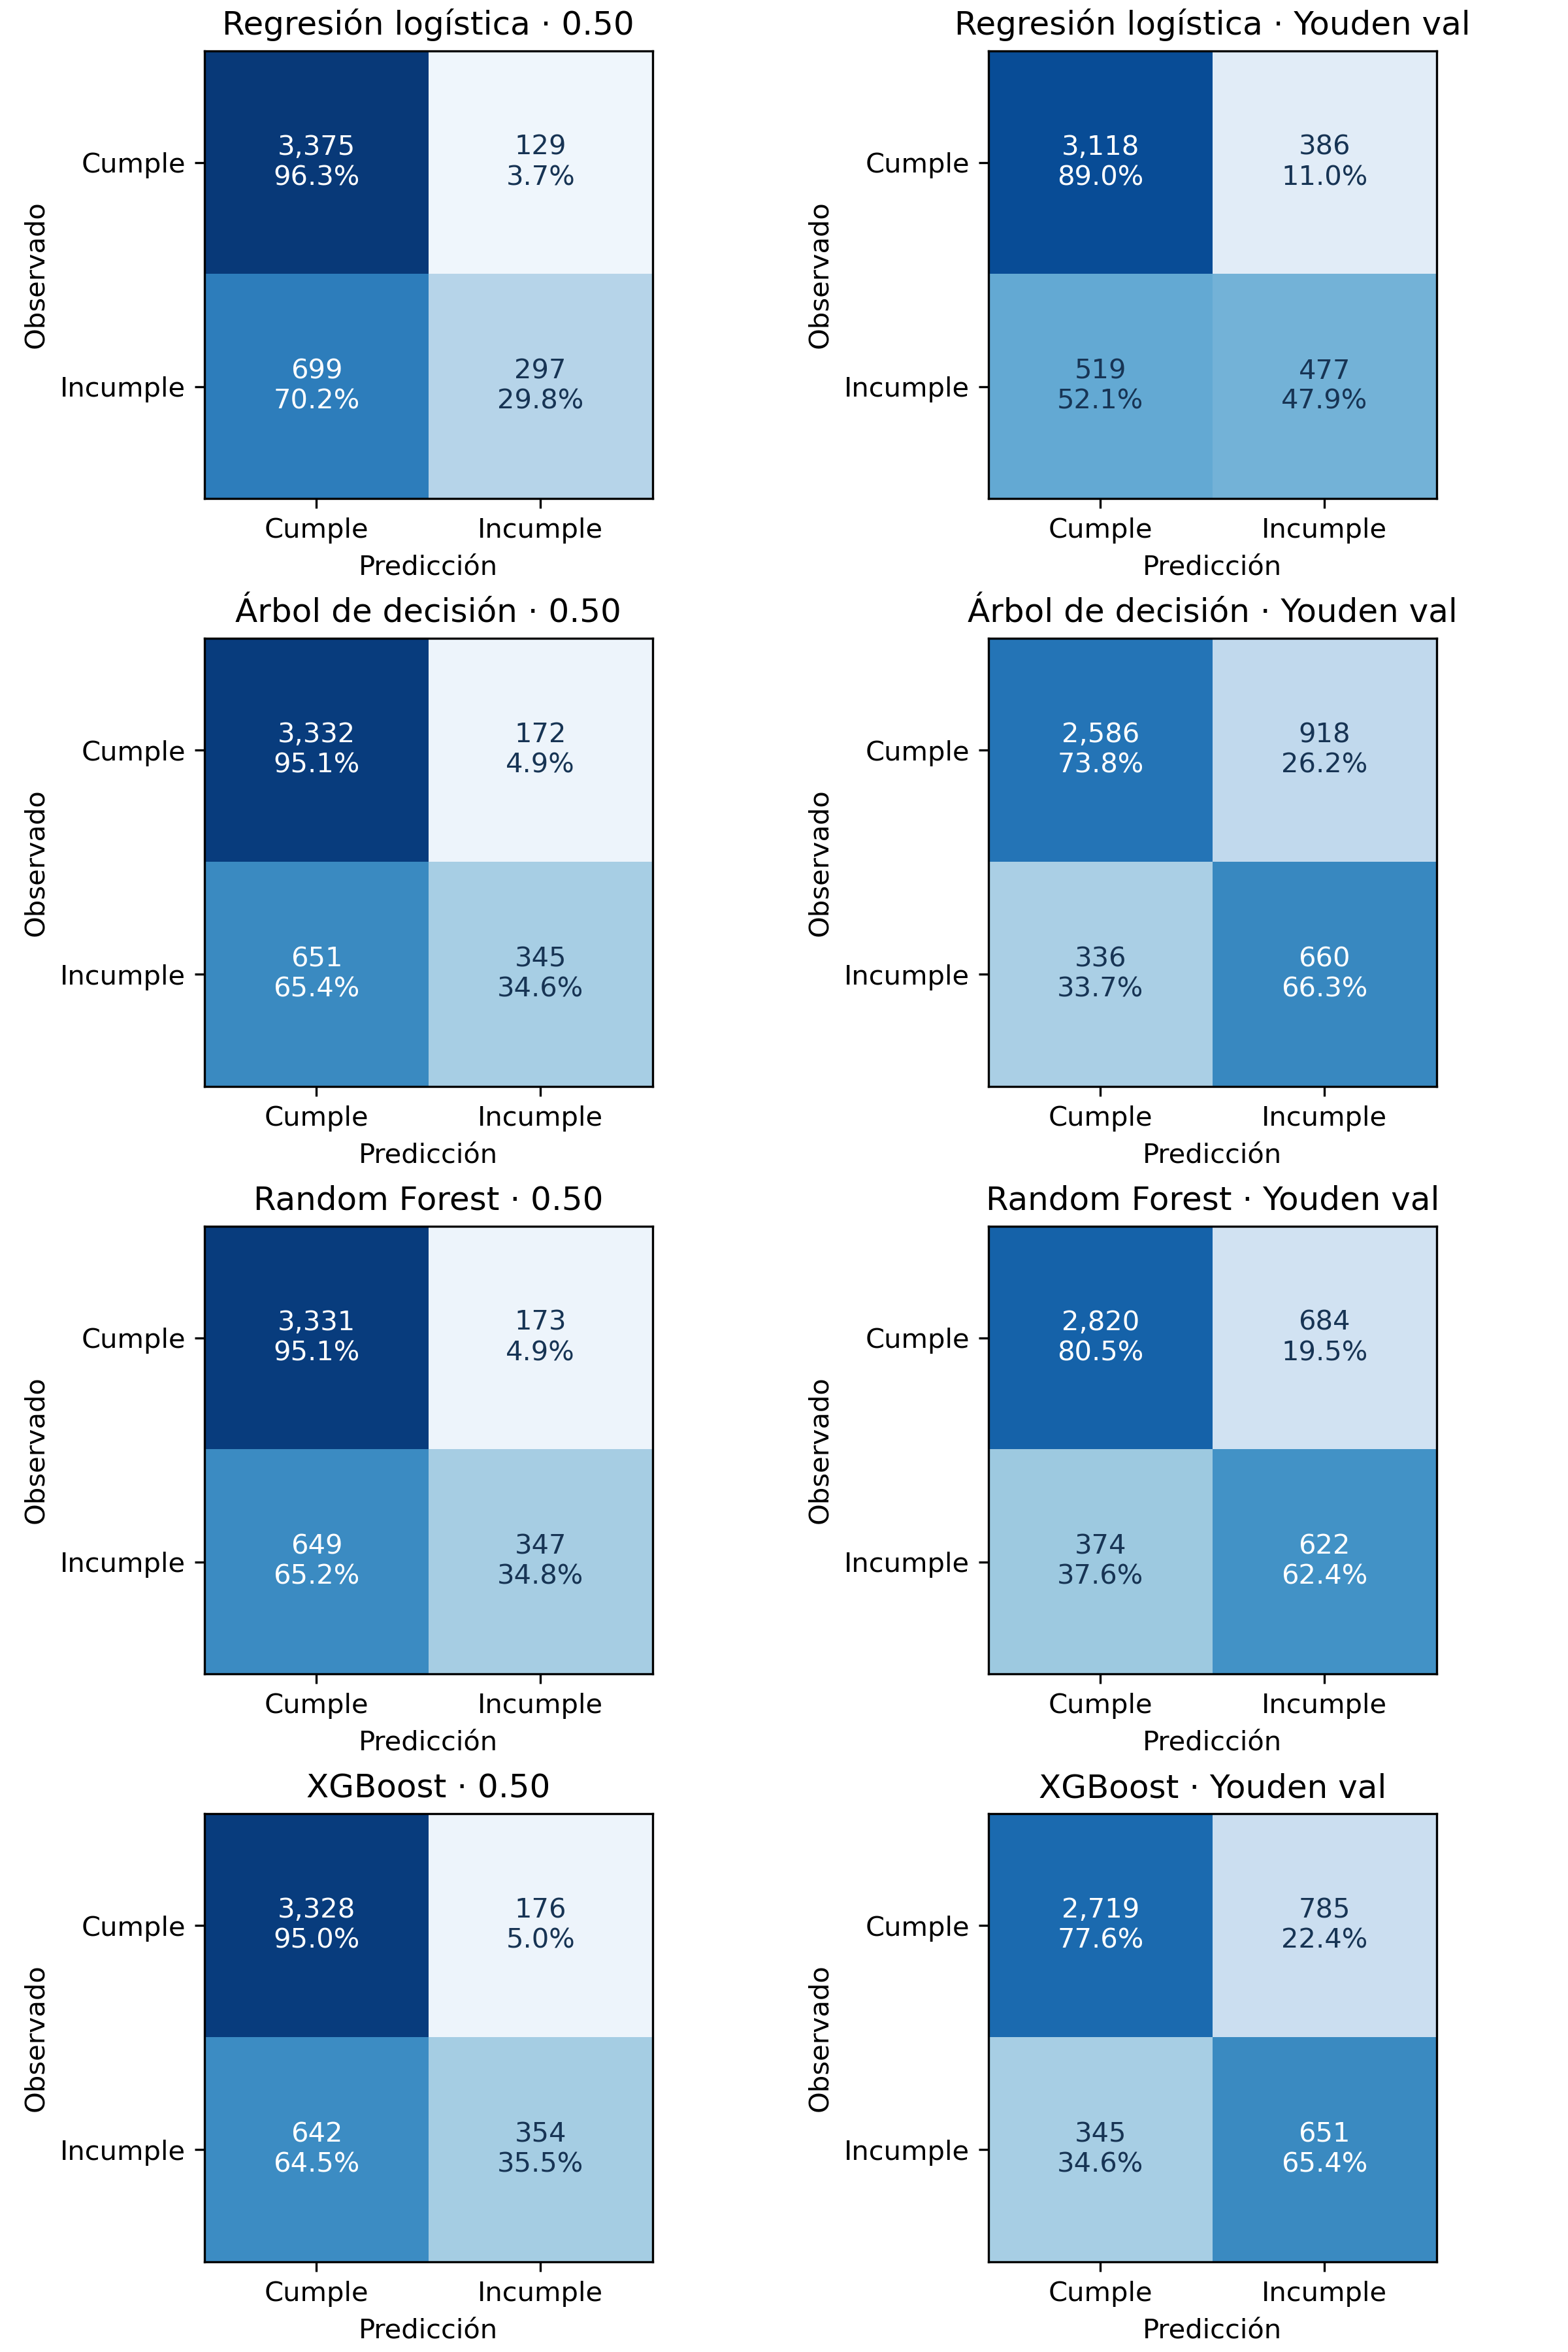 Regresión logística · 0.50
Observado
Cumple
3,375
96.3%
129
3.7%
Incumple
699
70.2%
297
29.8%
Cumple
Incumple
Predicción
Regresión logística · Youden val
Observado
Cumple
3,118
89.0%
386
11.0%
Incumple
519
52.1%
477
47.9%
Cumple
Incumple
Predicción
Árbol de decisión · 0.50
Observado
Cumple
3,332
95.1%
172
4.9%
Incumple
651
65.4%
345
34.6%
Cumple
Incumple
Predicción
Árbol de decisión · Youden val
Observado
Cumple
2,586
73.8%
918
26.2%
Incumple
336
33.7%
660
66.3%
Cumple
Incumple
Predicción
Random Forest · 0.50
Observado
Cumple
3,331
95.1%
173
4.9%
Incumple
649
65.2%
347
34.8%
Cumple
Incumple
Predicción
Random Forest · Youden val
Observado
Cumple
2,820
80.5%
684
19.5%
Incumple
374
37.6%
622
62.4%
Cumple
Incumple
Predicción
XGBoost · 0.50
Observado
Cumple
3,328
95.0%
176
5.0%
Incumple
642
64.5%
354
35.5%
Cumple
Incumple
Predicción
XGBoost · Youden val
Observado
Cumple
2,719
77.6%
785
22.4%
Incumple
345
34.6%
651
65.4%
Cumple
Incumple
Predicción